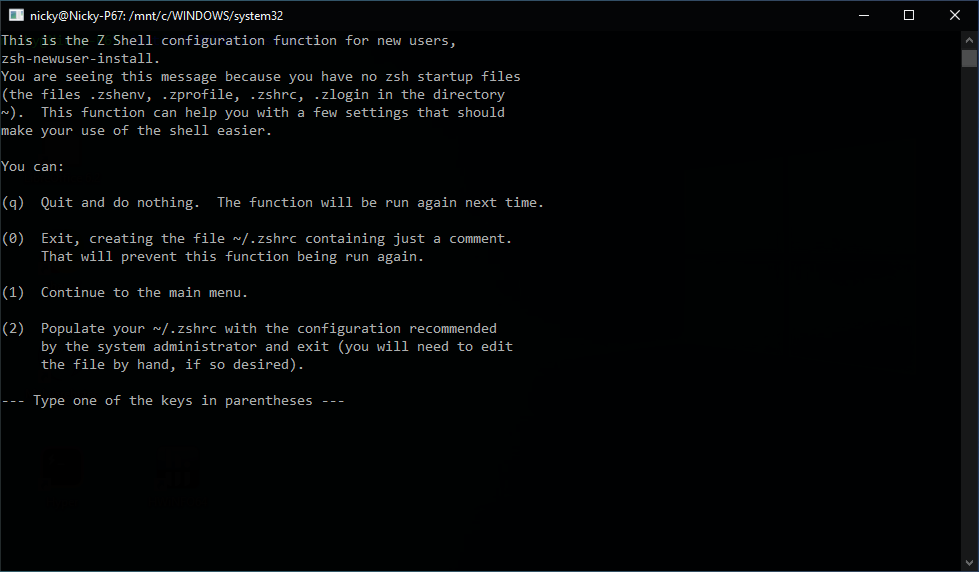 nicky@Nicky-P67: /mnt/c/WINDOWS/system32
This is the Z Shell configuration function for new users,
zsh-newuser-install.
You are seeing this message because you have no zsh startup files
(the files .zshenv, .zprofile, .zshrc, .zlogin in the directory
~).  This function can help you with a few settings that should
make your use of the shell easier.

You can:

(q)  Quit and do nothing.  The function will be run again next time.

(0)  Exit, creating the file ~/.zshrc containing just a comment.
     That will prevent this function being run again.

(1)  Continue to the main menu.

(2)  Populate your ~/.zshrc with the configuration recommended
     by the system administrator and exit (you will need to edit
     the file by hand, if so desired).

--- Type one of the keys in parentheses ---